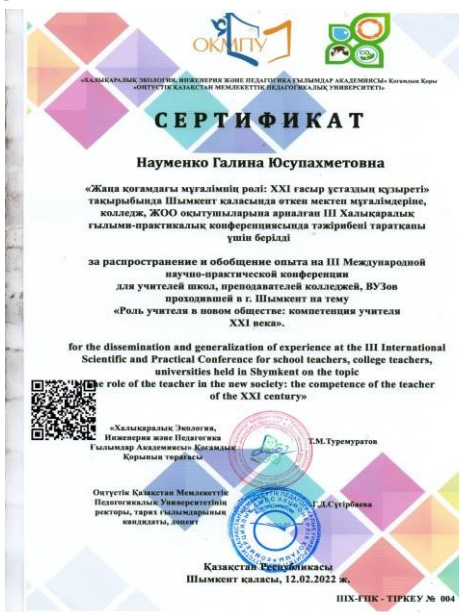 ОҚМПУ
CO₂
«ХАЛЫҚАРАЛЫҚ ЭКОЛОГИЯ, ИНЖЕНЕРИЯ ЖӘНЕ ПЕДАГОГИКА ҒЫЛЫМДАР АКАДЕМИЯСЫ» Қоғамдық Қоры
«ОҢТҮСТІК ҚАЗАҚСТАН МЕМЛЕКЕТТІК ПЕДАГОГИКАЛЫҚ УНИВЕРСИТЕТІ»
СЕРТИФИКАТ
Науменко Галина Юсупахметовна
«Жаңа қоғамдағы мұғалімнің рөлі: XXI ғасыр ұстаздың құзыреті»
тақырыбында Шымкент қаласында өткен мектеп мұғалімдеріне,
колледж, ЖОО оқытушыларына арналған III Халықаралық
ғылыми-практикалық конференциясында тәжірибені таратқаны
үшін берілді
за распространение и обобщение опыта на III Международной
научно-практической конференции
для учителей школ, преподавателей колледжей, ВУЗов
проходившей в г. Шымкент на тему
«Роль учителя в новом обществе: компетенция учителя
XXI века».
for the dissemination and generalization of experience at the III International
Scientific and Practical Conference for school teachers, college teachers,
universities held in Shymkent on the topic
role of the teacher in the new society: the competence of the teacher
of the XXI century»
«Халықаралық Экология,
Инженерия және Педагогика
Ғылымдар Академиясы» Қоғамдық
Қорының төрағасы
Т.М.Туремуратов
Оңтүстік Қазақстан Мемлекеттік
Педогогикалық Университетінің
ректоры, тарих ғылымдарының
кандидаты, доцент
Г.Д.Сугірбаева
Қазақстан Республикасы
Шымкент қаласы, 12.02.2022 ж.
ІІІХ-ҒПК - ТІРКЕУ № 004